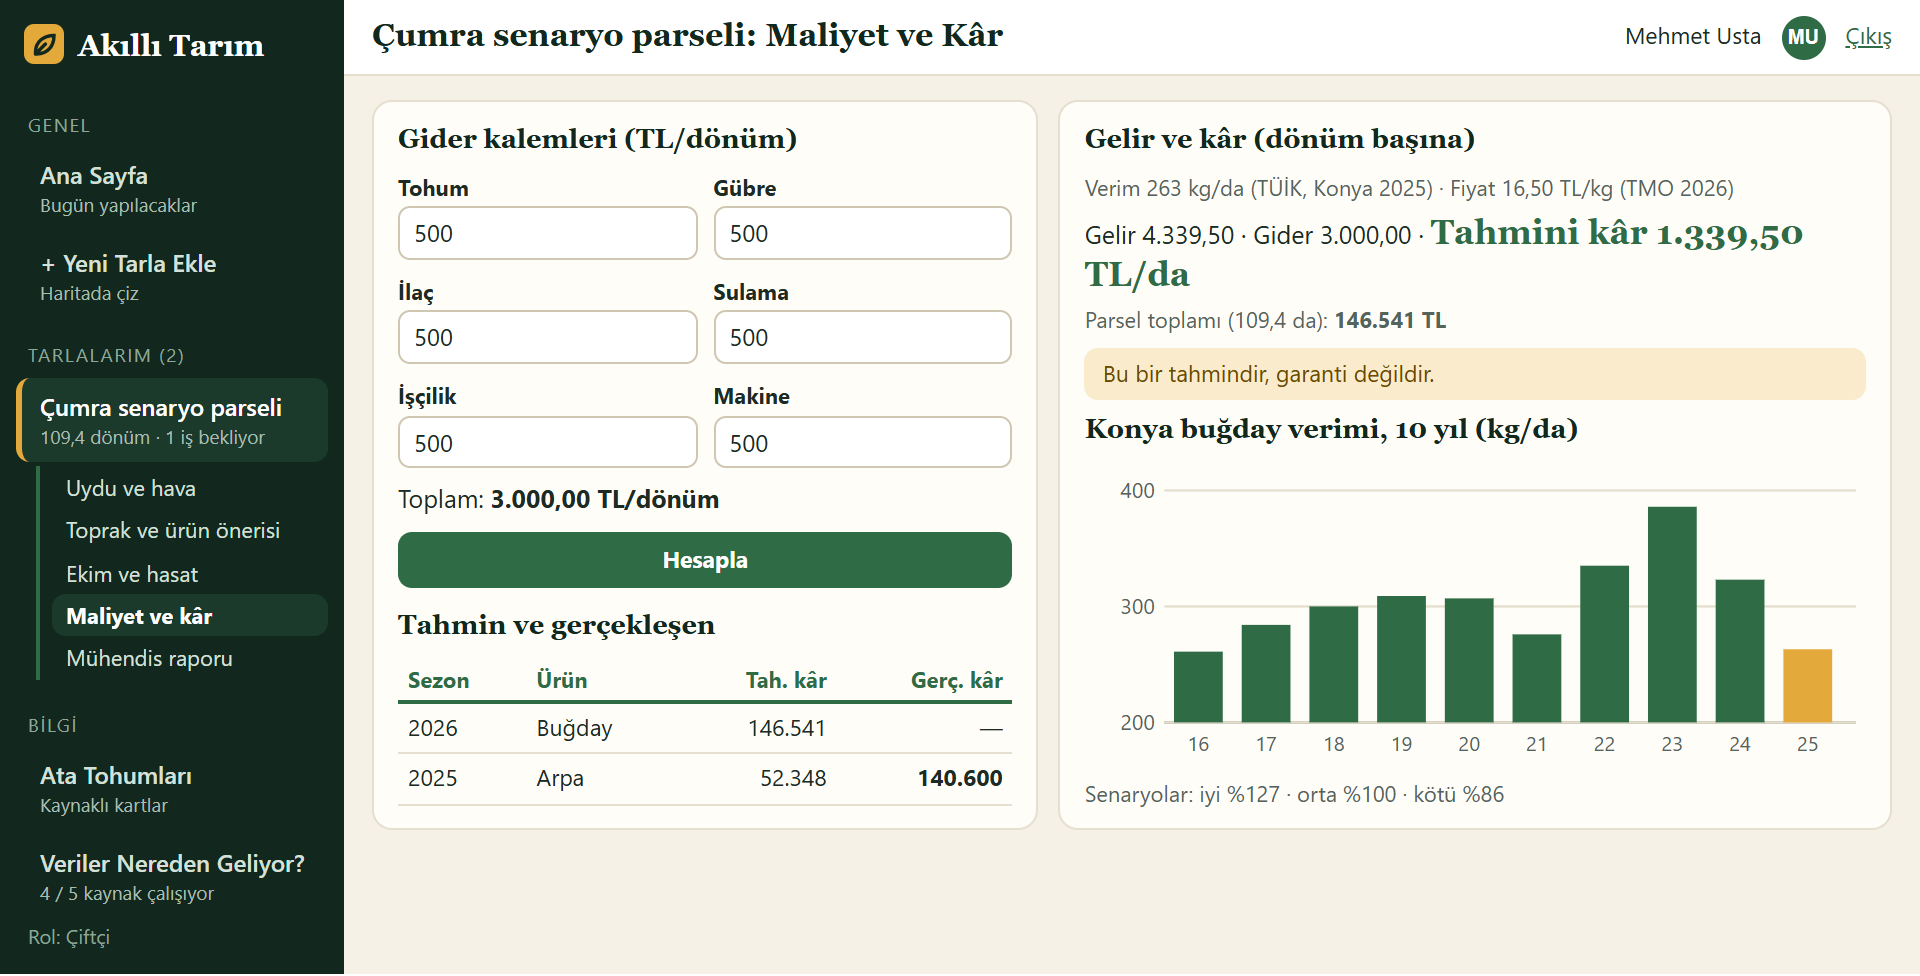 Akıllı Tarım
GENEL
Ana Sayfa
Bugün yapılacaklar
+ Yeni Tarla Ekle
Haritada çiz
TARLALARIM (2)
Çumra senaryo parseli
109,4 dönüm · 1 iş bekliyor
Uydu ve hava
Toprak ve ürün önerisi
Ekim ve hasat
Maliyet ve kâr
Mühendis raporu
BİLGİ
Ata Tohumları
Kaynaklı kartlar
Veriler Nereden Geliyor?
4 / 5 kaynak çalışıyor
Rol: Çiftçi
Çumra senaryo parseli: Maliyet ve Kâr
Mehmet Usta MU Çıkış
Gider kalemleri (TL/dönüm)
Tohum Gübre
500 500
İlaç Sulama
500 500
İşçilik Makine
500 500
Toplam: 3.000,00 TL/dönüm
Hesapla
Tahmin ve gerçekleşen
Sezon Ürün Tah. kâr Gerç. kâr
2026 Buğday 146.541 —
2025 Arpa 52.348 140.600
Gelir ve kâr (dönüm başına)
Verim 263 kg/da (TÜİK, Konya 2025) · Fiyat 16,50 TL/kg (TMO 2026)
Gelir 4.339,50 · Gider 3.000,00 · Tahmini kâr 1.339,50
TL/da
Parsel toplamı (109,4 da): 146.541 TL
Bu bir tahmindir, garanti değildir.
Konya buğday verimi, 10 yıl (kg/da)
400
300
200
16 17 18 19 20 21 22 23 24 25
Senaryolar: iyi %127 · orta %100 · kötü %86